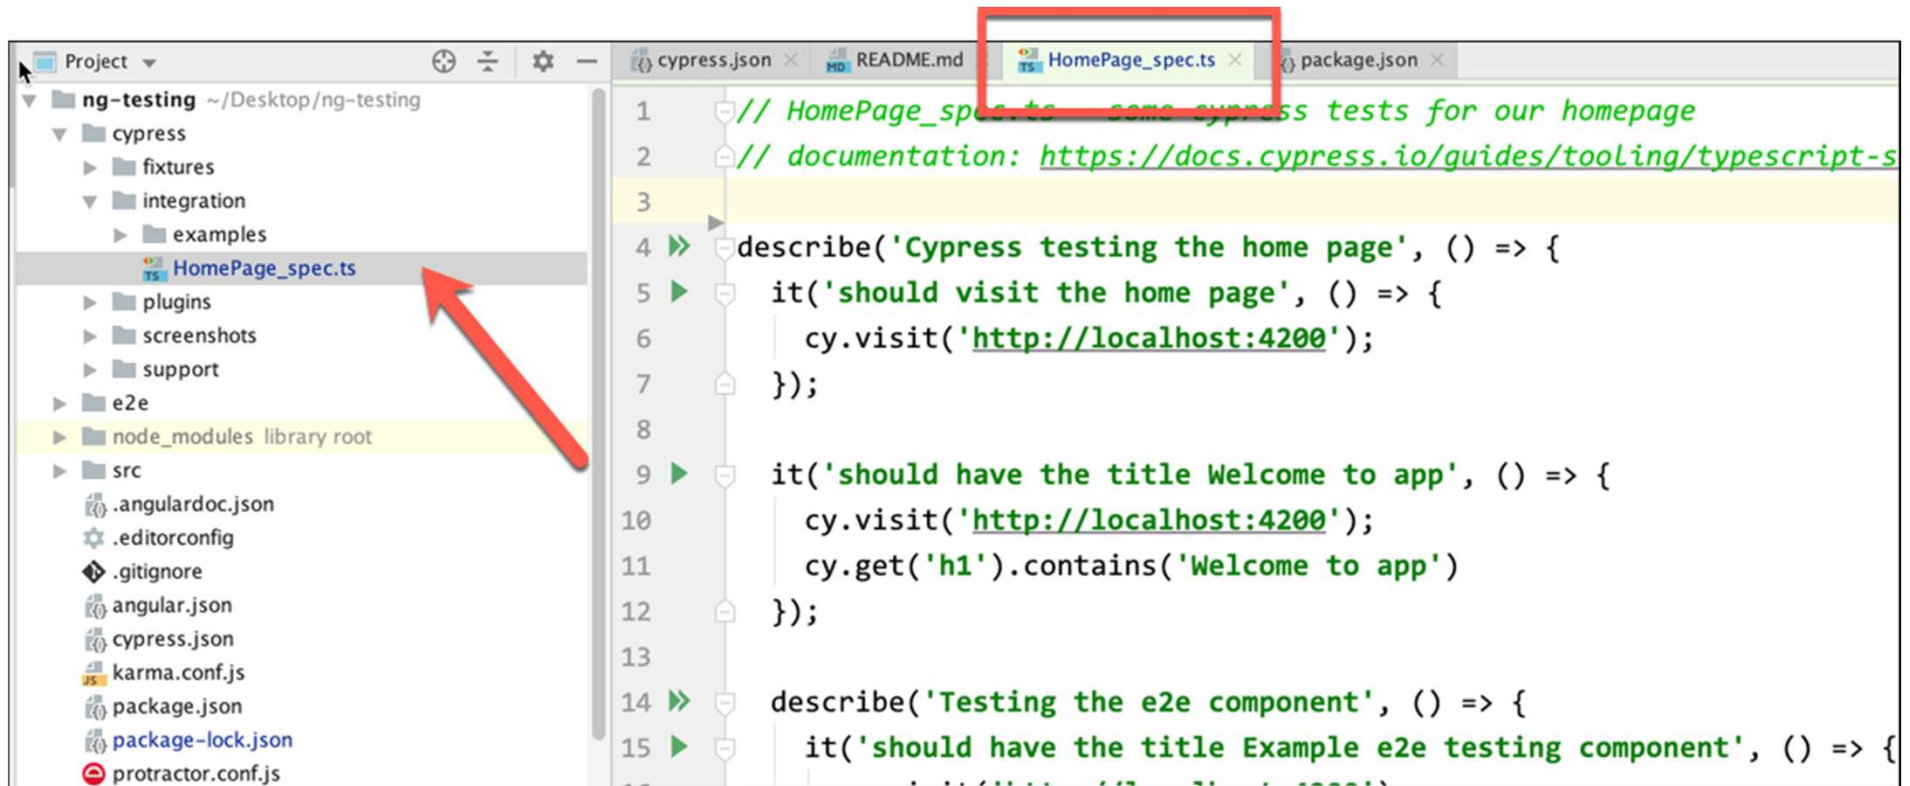 Project
ng-testing ~/Desktop/ng-testing
cypress
fixtures
integration
examples
HomePage_spec.ts
plugins
screenshots
support
e2e
node_modules library root
src
.angulardoc.json
.editorconfig
.gitignore
angular.json
cypress.json
karma.conf.js
package.json
package-lock.json
protractor.conf.js
cypress.json README.md HomePage_spec.ts package.json
1 // HomePage_spec.ts some cypress tests for our homepage
2 // documentation: https://docs.cypress.io/guides/tooling/typescript-s
3
4 describe('Cypress testing the home page', () => {
5 it('should visit the home page', () => {
6 cy.visit('http://localhost:4200');
7 });
8
9 it('should have the title Welcome to app', () => {
10 cy.visit('http://localhost:4200');
11 cy.get('h1').contains('Welcome to app')
12 });
13
14 describe('Testing the e2e component', () => {
15 it('should have the title Example e2e testing component', () => {